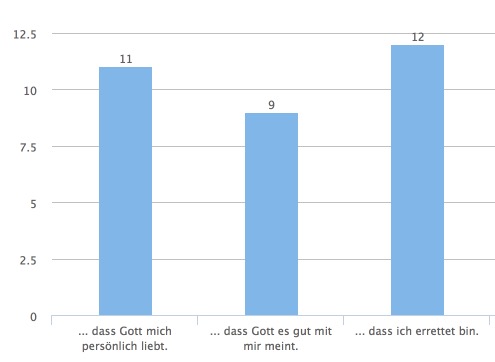 12.5
12
11
10
9
7.5
5
2.5
0
... dass Gott mich
persönlich liebt.
... dass Gott es gut mit
mir meint.
... dass ich errettet bin.